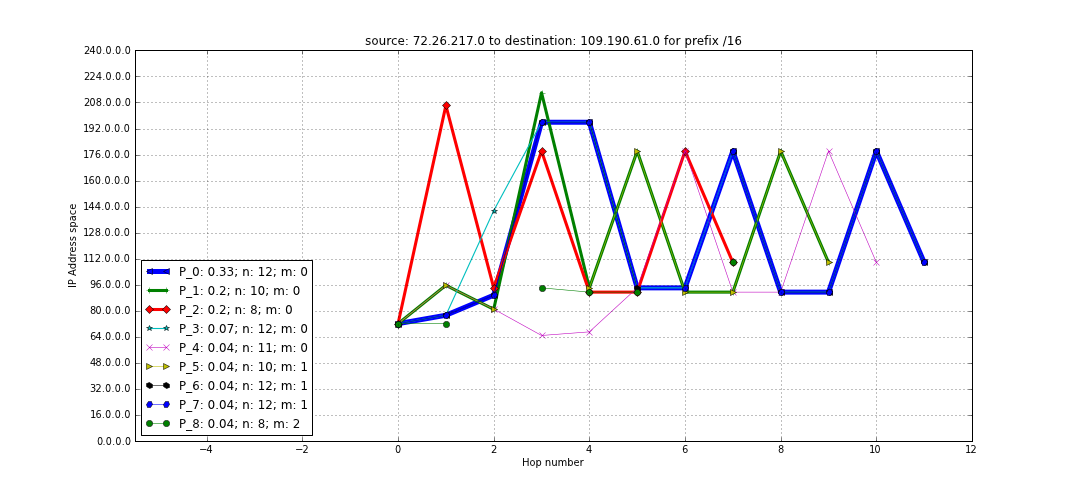 source: 72.26.217.0 to destination: 109.190.61.0 for prefix /16
IP Address space
240.0.0.0
224.0.0.0
208.0.0.0
192.0.0.0
176.0.0.0
160.0.0.0
144.0.0.0
128.0.0.0
112.0.0.0
96.0.0.0
80.0.0.0
64.0.0.0
48.0.0.0
32.0.0.0
16.0.0.0
0.0.0.0
P_0: 0.33; n: 12; m: 0
P_1: 0.2; n: 10; m: 0
P_2: 0.2; n: 8; m: 0
P_3: 0.07; n: 12; m: 0
P_4: 0.04; n: 11; m: 0
P_5: 0.04; n: 10; m: 1
P_6: 0.04; n: 12; m: 1
P_7: 0.04; n: 12; m: 1
P_8: 0.04; n: 8; m: 2
−4 −2 0 2 4 6 8 10 12
Hop number